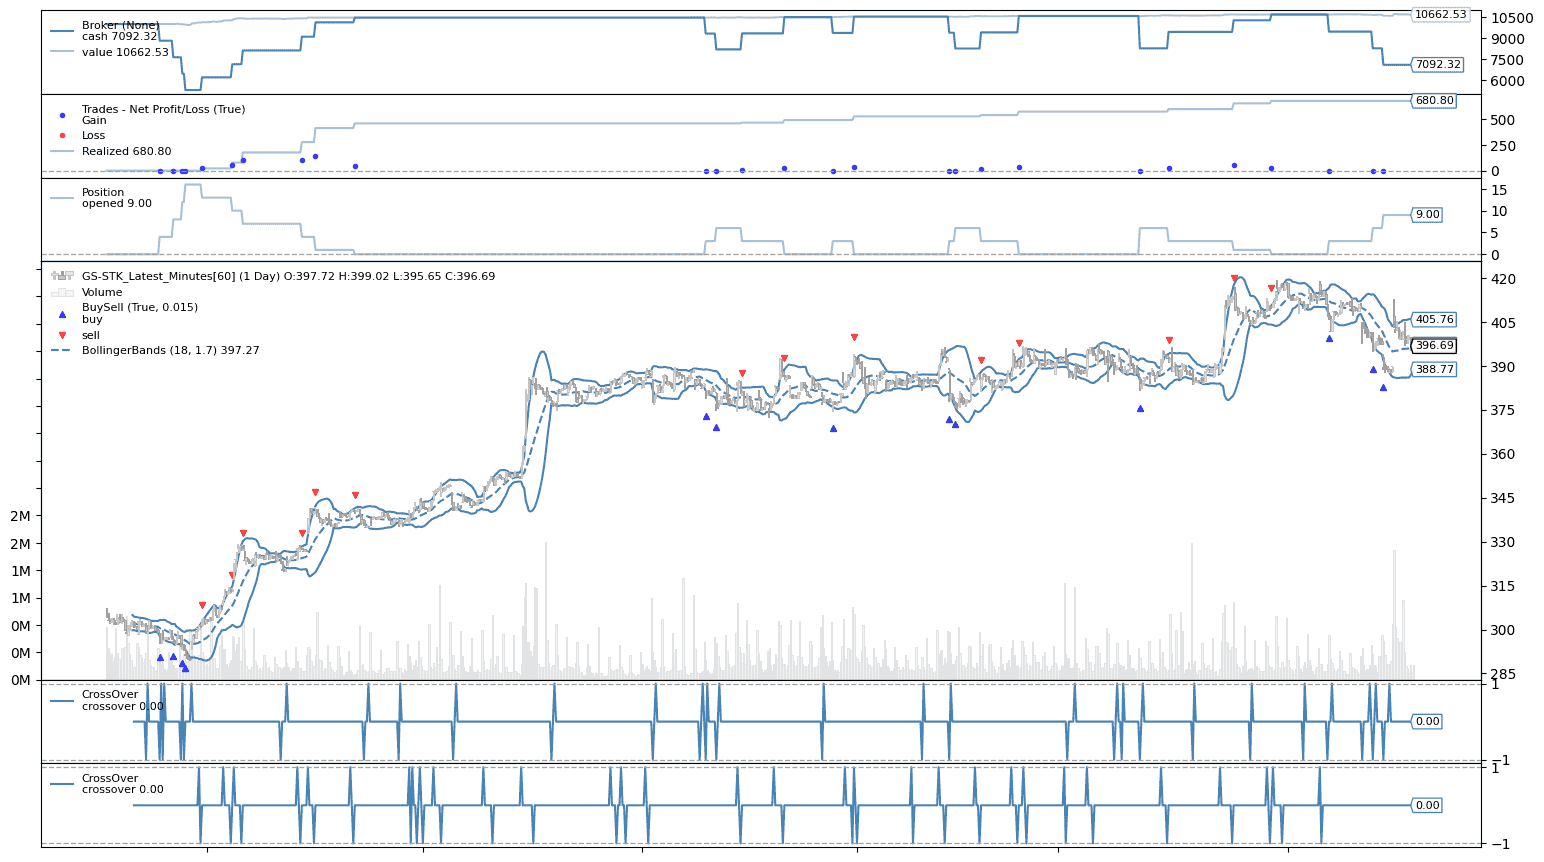 Broker (None)
cash 7092.32
value 10662.53
10662.53
7092.32
10500
9000
7500
6000
Trades - Net Profit/Loss (True)
Gain
Loss
Realized 680.80
680.80
500
250
0
Position
opened 9.00
9.00
15
10
5
0
GS-STK_Latest_Minutes[60] (1 Day) O:397.72 H:399.02 L:395.65 C:396.69
Volume
BuySell (True, 0.015)
buy
sell
BollingerBands (18, 1.7) 397.27
405.76
396.69
388.77
420
405
390
375
360
345
330
315
300
285
2M
2M
1M
1M
0M
0M
0M
CrossOver
crossover 0.00
0.00
1
−1
CrossOver
crossover 0.00
0.00
1
−1